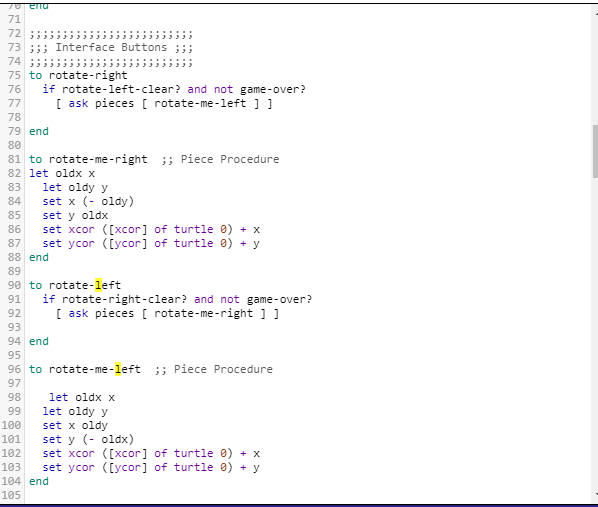 70 end
71
72 ;;;;;;;;;;;;;;;;;;;;;;;;;
73 ;;; Interface Buttons ;;;
74 ;;;;;;;;;;;;;;;;;;;;;;;;;
75 to rotate-right
76   if rotate-left-clear? and not game-over?
77     [ ask pieces [ rotate-me-left ] ]
78
79 end
80
81 to rotate-me-right  ;; Piece Procedure
82 let oldx x
83   let oldy y
84   set x (- oldy)
85   set y oldx
86   set xcor ([xcor] of turtle 0) + x
87   set ycor ([ycor] of turtle 0) + y
88 end
89
90 to rotate-left
91   if rotate-right-clear? and not game-over?
92     [ ask pieces [ rotate-me-right ] ]
93
94 end
95
96 to rotate-me-left  ;; Piece Procedure
97
98    let oldx x
99   let oldy y
100   set x oldy
101   set y (- oldx)
102   set xcor ([xcor] of turtle 0) + x
103   set ycor ([ycor] of turtle 0) + y
104 end
105